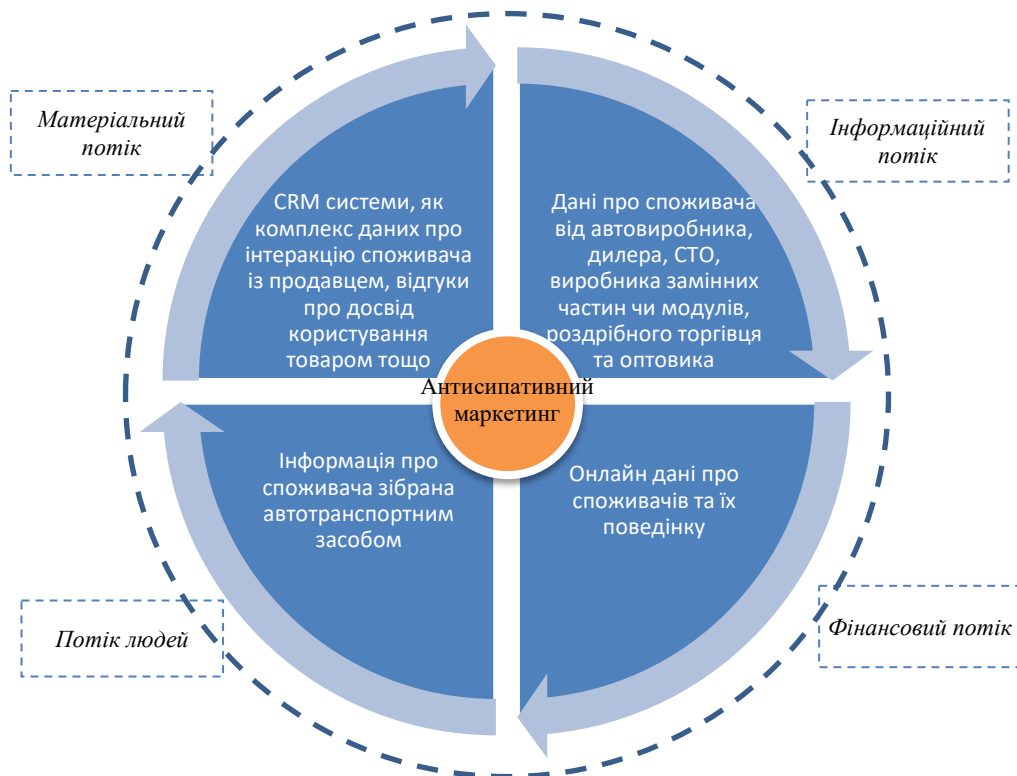 Матеріальний
потік
Інформаційний
потік
CRM системи, як
комплекс даних про
інтеракцію споживача
із продавцем, відгуки
про досвід
користування
товаром тощо
Дані про споживача
від автовиробника,
дилера, СТО,
виробника замінних
частин чи модулів,
роздрібного торгівця
та оптовика
Антисипативний
маркетинг
Інформація про
споживача зібрана
автотранспортним
засобом
Онлайн дані про
споживачів та їх
поведінку
Потік людей
Фінансовий потік